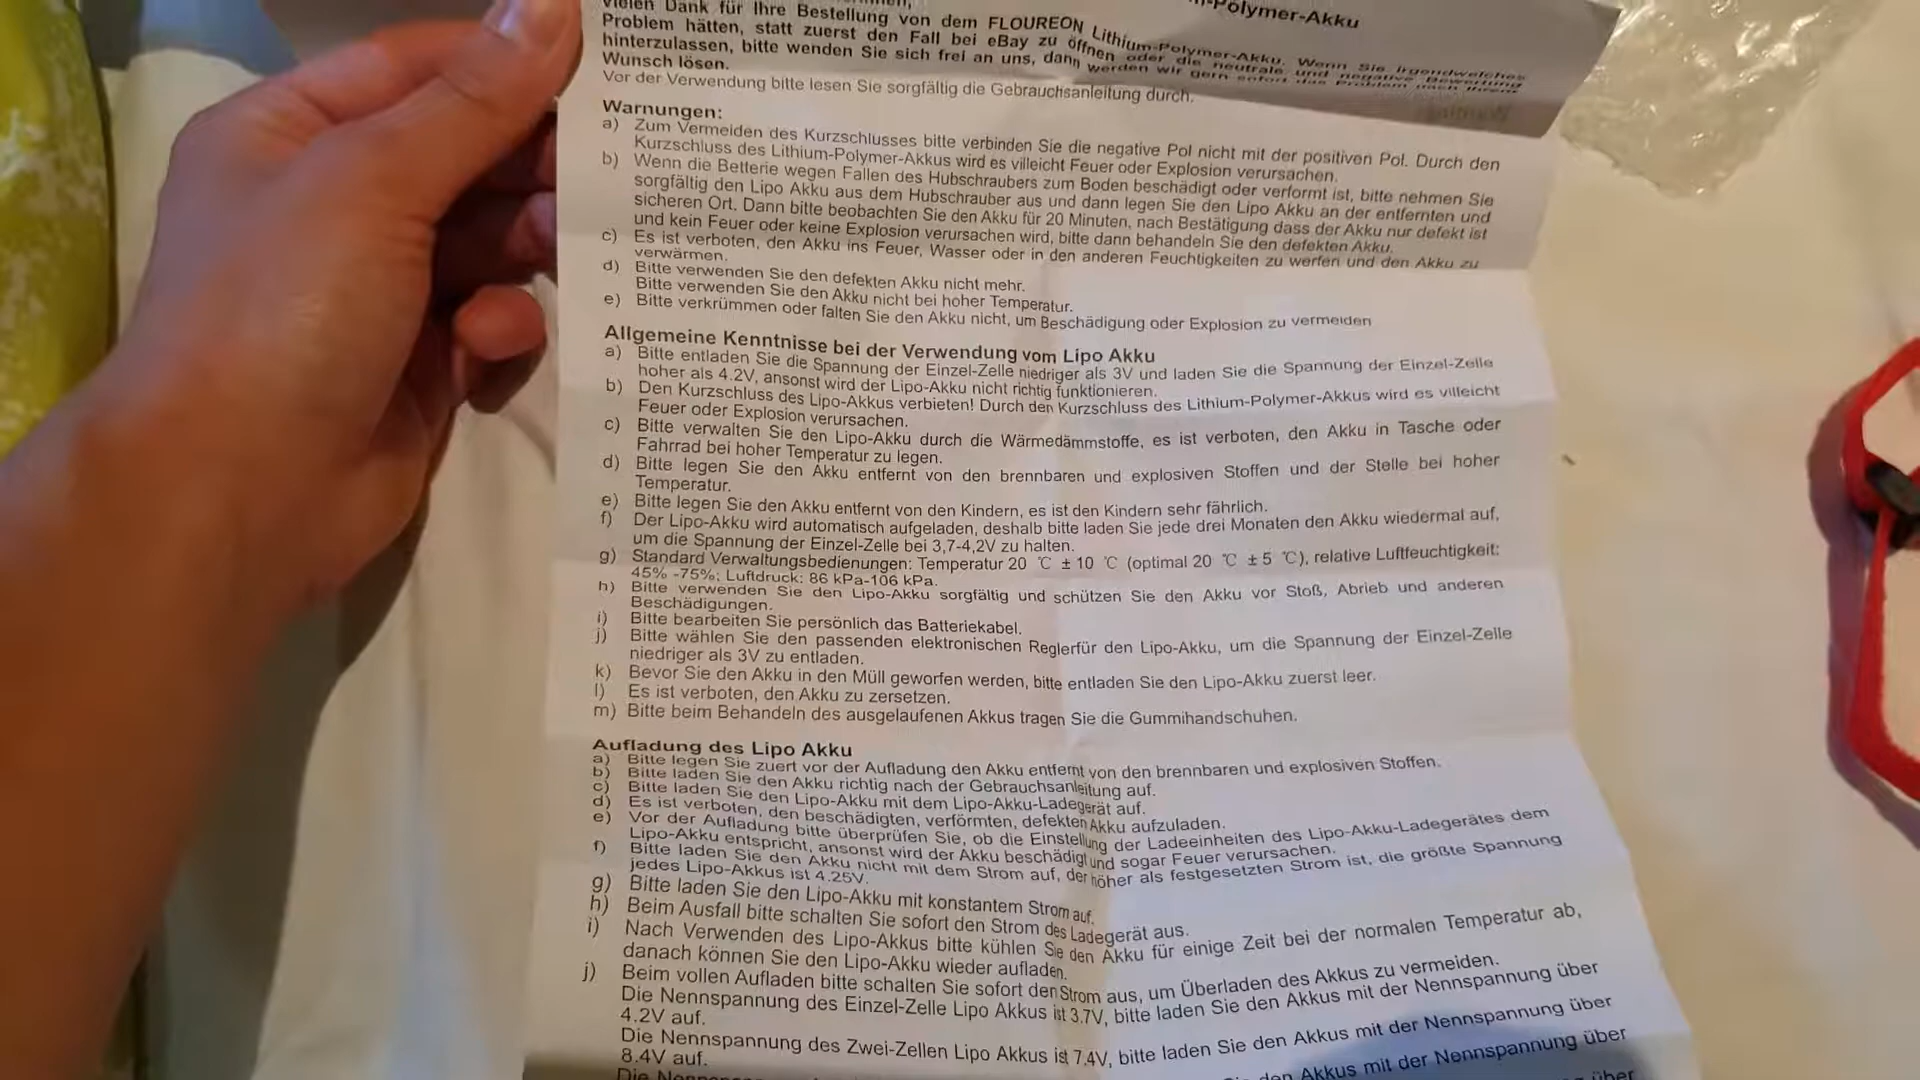 -Polymer-Akku
Vielen Dank für Ihre Bestellung von dem FLOUREON Lithium-Polymer-Akku. Wenn Sie irgendwelches
Problem hätten, statt zuerst den Fall bei eBay zu öffnen oder die neutrale und negative Bewertung
hinterzulassen, bitte wenden Sie sich frei an uns, dann werden wir gern sofort das Problem nach Ihrem
Wunsch lösen.
Vor der Verwendung bitte lesen Sie sorgfältig die Gebrauchsanleitung durch.
Warnungen:
a) Zum Vermeiden des Kurzschlusses bitte verbinden Sie die negative Pol nicht mit der positiven Pol. Durch den
Kurzschluss des Lithium-Polymer-Akkus wird es villeicht Feuer oder Explosion verursachen.
b) Wenn die Betterie wegen Fallen des Hubschraubers zum Boden beschädigt oder verformt ist, bitte nehmen Sie
sorgfältig den Lipo Akku aus dem Hubschrauber aus und dann legen Sie den Lipo Akku an der entfernten und
sicheren Ort. Dann bitte beobachten Sie den Akku für 20 Minuten, nach Bestätigung dass der Akku nur defekt ist
und kein Feuer oder keine Explosion verursachen wird, bitte dann behandeln Sie den defekten Akku.
c) Es ist verboten, den Akku ins Feuer, Wasser oder in den anderen Feuchtigkeiten zu werfen und den Akku zu
verwärmen.
d) Bitte verwenden Sie den defekten Akku nicht mehr.
Bitte verwenden Sie den Akku nicht bei hoher Temperatur.
e) Bitte verkrümmen oder falten Sie den Akku nicht, um Beschädigung oder Explosion zu vermeiden
Allgemeine Kenntnisse bei der Verwendung vom Lipo Akku
a) Bitte entladen Sie die Spannung der Einzel-Zelle niedriger als 3V und laden Sie die Spannung der Einzel-Zelle
hoher als 4.2V, ansonst wird der Lipo-Akku nicht richtig funktionieren.
b) Den Kurzschluss des Lipo-Akkus verbieten! Durch den Kurzschluss des Lithium-Polymer-Akkus wird es villeicht
Feuer oder Explosion verursachen.
c) Bitte verwalten Sie den Lipo-Akku durch die Wärmedämmstoffe, es ist verboten, den Akku in Tasche oder
Fahrrad bei hoher Temperatur zu legen.
d) Bitte legen Sie den Akku entfernt von den brennbaren und explosiven Stoffen und der Stelle bei hoher
Temperatur.
e) Bitte legen Sie den Akku entfernt von den Kindern, es ist den Kindern sehr fährlich.
f) Der Lipo-Akku wird automatisch aufgeladen, deshalb bitte laden Sie jede drei Monaten den Akku wiedermal auf,
um die Spannung der Einzel-Zelle bei 3,7-4,2V zu halten.
g) Standard Verwaltungsbedienungen: Temperatur 20 ℃ ±10 ℃ (optimal 20 ℃ ±5 ℃), relative Luftfeuchtigkeit:
45% -75%; Luftdruck: 86 kPa-106 kPa.
h) Bitte verwenden Sie den Lipo-Akku sorgfältig und schützen Sie den Akku vor Stoß, Abrieb und anderen
Beschädigungen.
i) Bitte bearbeiten Sie persönlich das Batteriekabel.
j) Bitte wählen Sie den passenden elektronischen Reglerfür den Lipo-Akku, um die Spannung der Einzel-Zelle
niedriger als 3V zu entladen.
k) Bevor Sie den Akku in den Müll geworfen werden, bitte entladen Sie den Lipo-Akku zuerst leer.
l) Es ist verboten, den Akku zu zersetzen.
m) Bitte beim Behandeln des ausgelaufenen Akkus tragen Sie die Gummihandschuhen.
Aufladung des Lipo Akku
a) Bitte legen Sie zuert vor der Aufladung den Akku entfernt von den brennbaren und explosiven Stoffen.
b) Bitte laden Sie den Akku richtig nach der Gebrauchsanleitung auf.
c) Bitte laden Sie den Lipo-Akku mit dem Lipo-Akku-Ladegerät auf.
d) Es ist verboten, den beschädigten, verförmten, defekten Akku aufzuladen.
e) Vor der Aufladung bitte überprüfen Sie, ob die Einstellung der Ladeeinheiten des Lipo-Akku-Ladegerätes dem
Lipo-Akku entspricht, ansonst wird der Akku beschädigt und sogar Feuer verursachen.
f) Bitte laden Sie den Akku nicht mit dem Strom auf, der höher als festgesetzten Strom ist, die größte Spannung
jedes Lipo-Akkus ist 4.25V.
g) Bitte laden Sie den Lipo-Akku mit konstantem Strom auf.
h) Beim Ausfall bitte schalten Sie sofort den Strom des Ladegerät aus.
i) Nach Verwenden des Lipo-Akkus bitte kühlen Sie den Akku für einige Zeit bei der normalen Temperatur ab,
danach können Sie den Lipo-Akku wieder aufladen.
j) Beim vollen Aufladen bitte schalten Sie sofort den Strom aus, um Überladen des Akkus zu vermeiden.
Die Nennspannung des Einzel-Zelle Lipo Akkus ist 3.7V, bitte laden Sie den Akkus mit der Nennspannung über
4.2V auf.
Die Nennspannung des Zwei-Zellen Lipo Akkus ist 7.4V, bitte laden Sie den Akkus mit der Nennspannung über
8.4V auf.
Die den Akkus mit der Nennspannung über
über